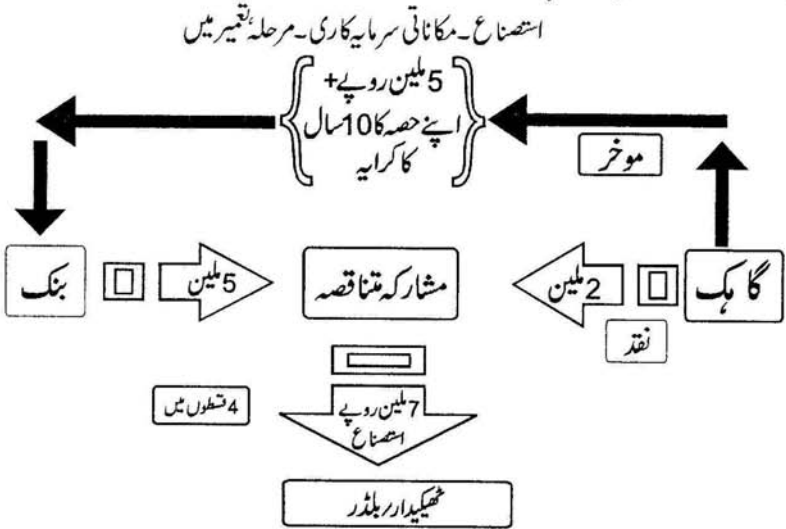 استصناع۔مکاناتی سرمایہ کاری۔مرحلہ تعمیر میں
5 ملین روپے+
اپنے حصہ کا 10 سال
کا کرایہ
موخر
گاہک
2 ملین
مشارکہ متناقصہ
5 ملین
بنک
نقد
7 ملین روپے
استصناع
4 قسطوں میں
ٹھیکیدار ر بلڈر